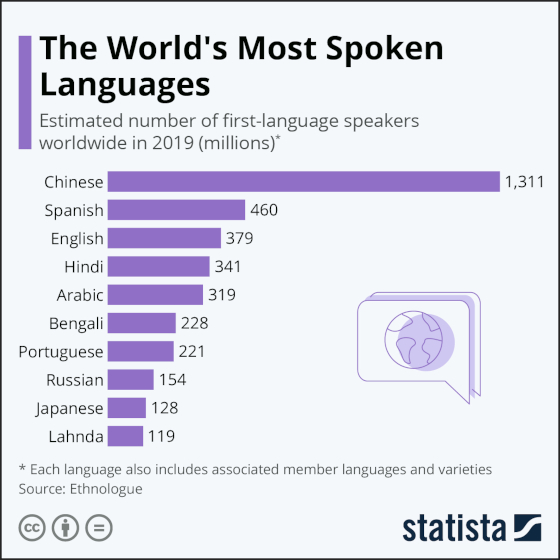 The World's Most Spoken
Languages
Estimated number of first-language speakers
worldwide in 2019 (millions)*
Chinese 1,311
Spanish 460
English 379
Hindi 341
Arabic 319
Bengali 228
Portuguese 221
Russian 154
Japanese 128
Lahnda 119
* Each language also includes associated member languages and varieties
Source: Ethnologue
cc =
statista